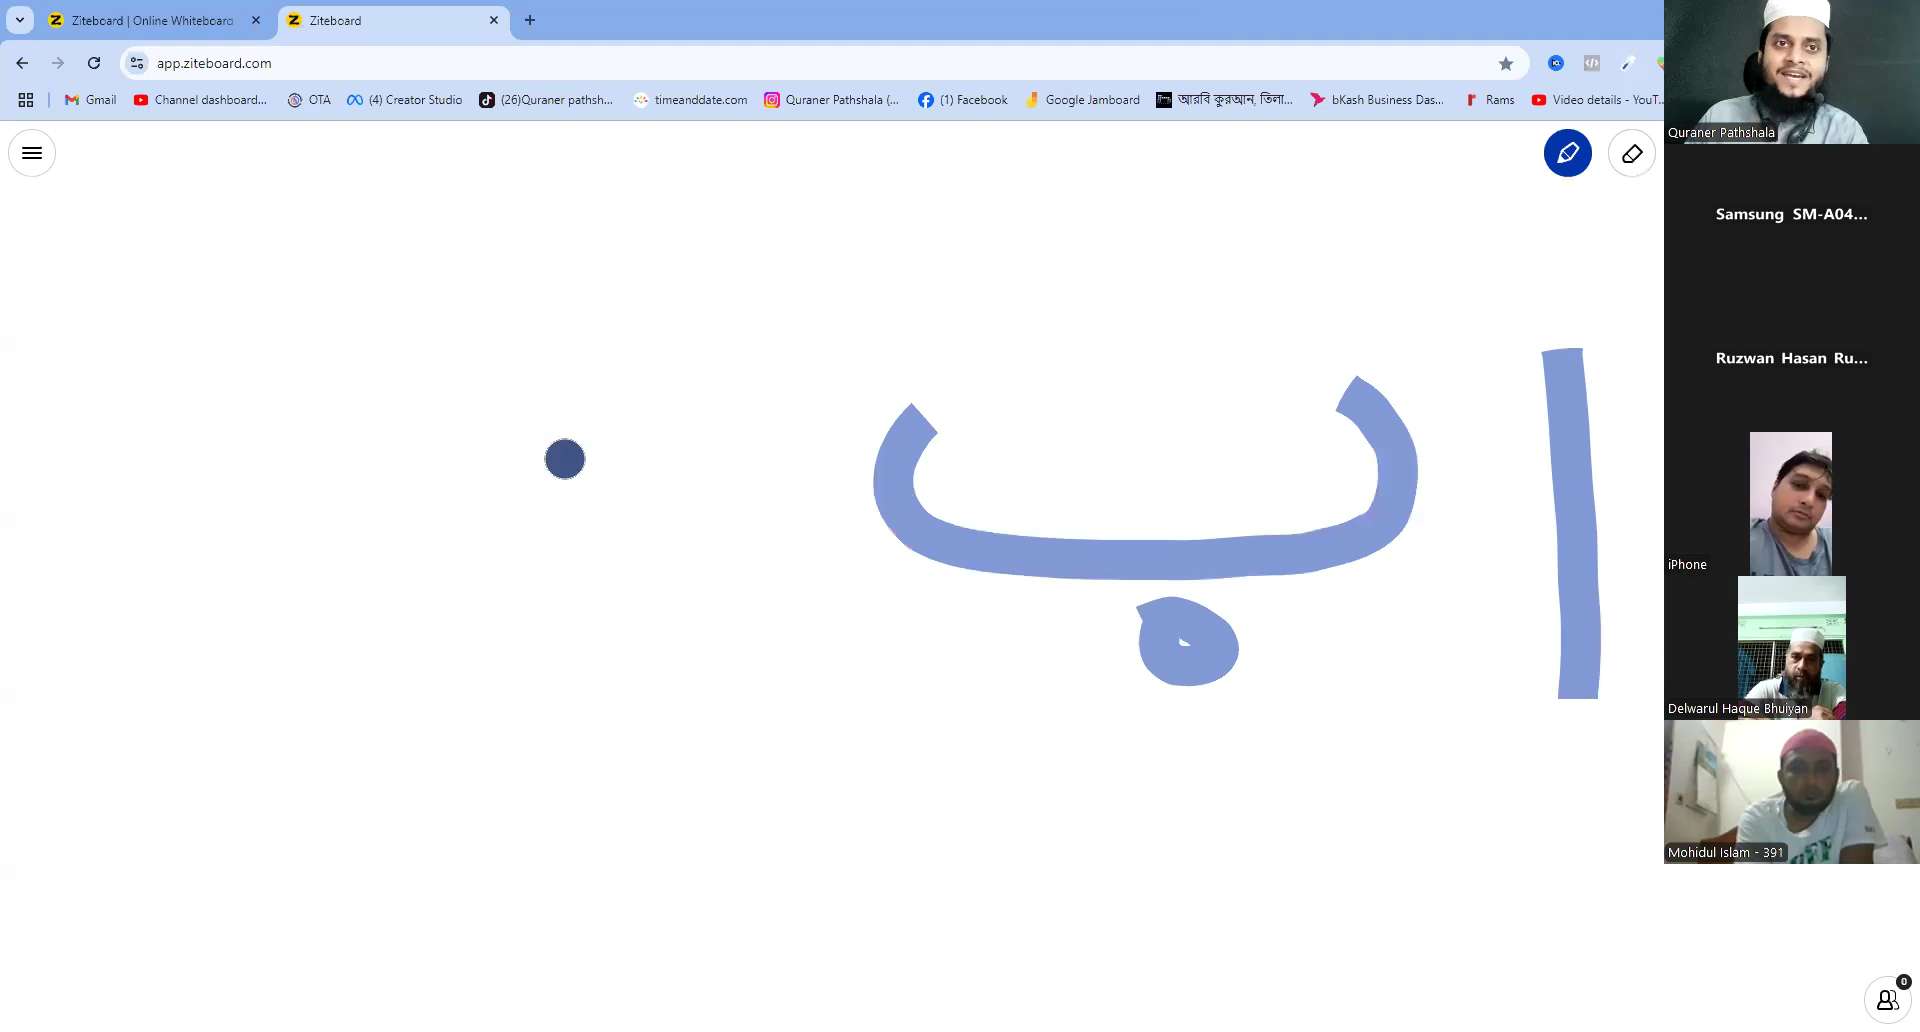 Ziteboard | Online Whiteboard
Ziteboard
app.ziteboard.com
Gmail
Channel dashboard...
OTA
(4) Creator Studio
(26)Quraner pathsh...
timeanddate.com
Quraner Pathshala (...
(1) Facebook
Google Jamboard
আরবি কুরআন, তিলা...
bKash Business Das...
Rams
Video details - YouT...
ا ب
Quraner Pathshala
Samsung SM-A04...
Ruzwan Hasan Ru...
iPhone
Delwarul Haque Bhuiyan
Mohidul Islam - 391
0